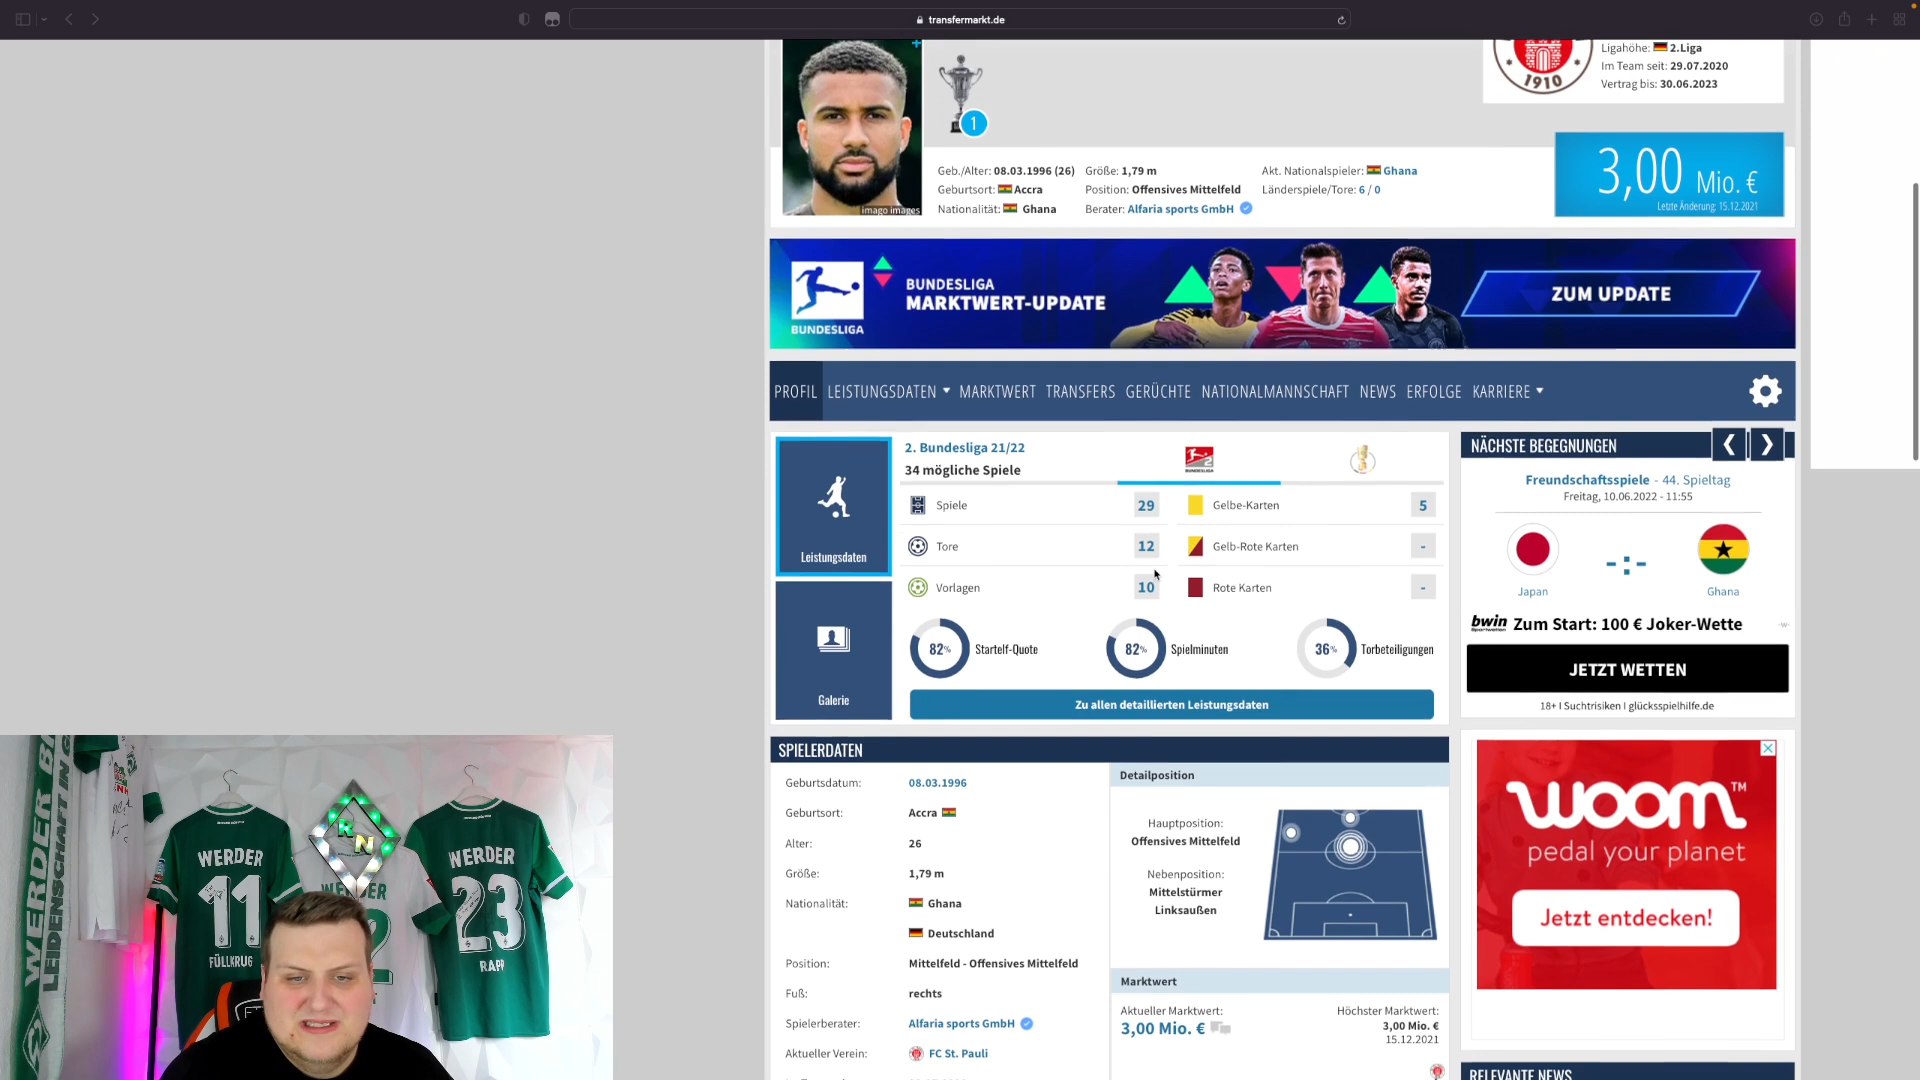 transfermarkt.de
1910
Ligahöhe: 2.Liga
Im Team seit: 29.07.2020
Vertrag bis: 30.06.2023
1
imago images
Geb./Alter: 08.03.1996 (26)
Geburtsort: Accra
Nationalität: Ghana
Größe: 1,79 m
Position: Offensives Mittelfeld
Berater: Alfaria sports GmbH
Akt. Nationalspieler: Ghana
Länderspiele/Tore: 6 / 0
3,00 Mio. €
Letzte Änderung: 15.12.2021
BUNDESLIGA
BUNDESLIGA
MARKTWERT-UPDATE
ZUM UPDATE
PROFIL LEISTUNGSDATEN MARKTWERT TRANSFERS GERÜCHTE NATIONALMANNSCHAFT NEWS ERFOLGE KARRIERE
Leistungsdaten
Galerie
2. Bundesliga 21/22
34 mögliche Spiele
Spiele 29
Gelbe-Karten 5
Tore 12
Gelb-Rote Karten -
Vorlagen 10
Rote Karten -
82% Startelf-Quote
82% Spielminuten
36% Torbeteiligungen
Zu allen detaillierten Leistungsdaten
NÄCHSTE BEGEGNUNGEN
Freundschaftsspiele - 44. Spieltag
Freitag, 10.06.2022 - 11:55
-:-
Japan
Ghana
bwin Zum Start: 100 € Joker-Wette
JETZT WETTEN
18+ I Suchtrisiken I glücksspielhilfe.de
SPIELERDATEN
Geburtsdatum: 08.03.1996
Geburtsort: Accra
Alter: 26
Größe: 1,79 m
Nationalität: Ghana
Deutschland
Position: Mittelfeld - Offensives Mittelfeld
Fuß: rechts
Spielerberater: Alfaria sports GmbH
Aktueller Verein: FC St. Pauli
Detailposition
Hauptposition:
Offensives Mittelfeld
Nebenposition:
Mittelstürmer
Linksaußen
Marktwert
Aktueller Marktwert:
3,00 Mio. €
Höchster Marktwert:
3,00 Mio. €
15.12.2021
woom™
pedal your planet
Jetzt entdecken!
RELEVANTE NEWS
WERDER
LEIDENSCHAFT IN
WERDER
11
FÜLLKRUG
R
N
2
WERDER
23
RAPP